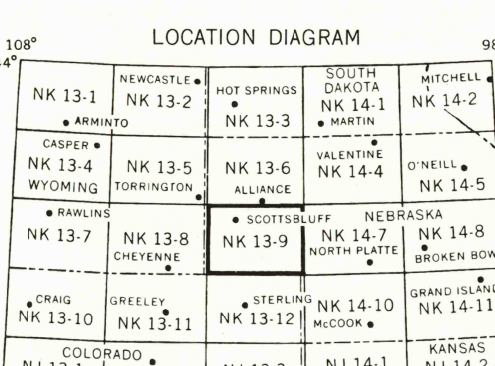 LOCATION DIAGRAM
108°
98
4°
NEWCASTLE
HOT SPRINGS
SOUTH DAKOTA
MITCHELL
NK 13-1
NK 13-2
NK 13-3
NK 14-1
NK 14-2
ARMINTO
MARTIN
CASPER
VALENTINE
O'NEILL
NK 13-4
NK 13-5
NK 13-6
NK 14-4
NK 14-5
WYOMING
TORRINGTON
ALLIANCE
RAWLINS
SCOTTSBLUFF
NEBRASKA
NK 13-7
NK 13-8
NK 13-9
NK 14-7
NK 14-8
CHEYENNE
NORTH PLATTE
BROKEN BOW
CRAIG
GREELEY
STERLING
GRAND ISLAND
NK 13-10
NK 13-11
NK 13-12
NK 14-10
NK 14-11
McCOOK
COLORADO
KANSAS
NJ 14-1